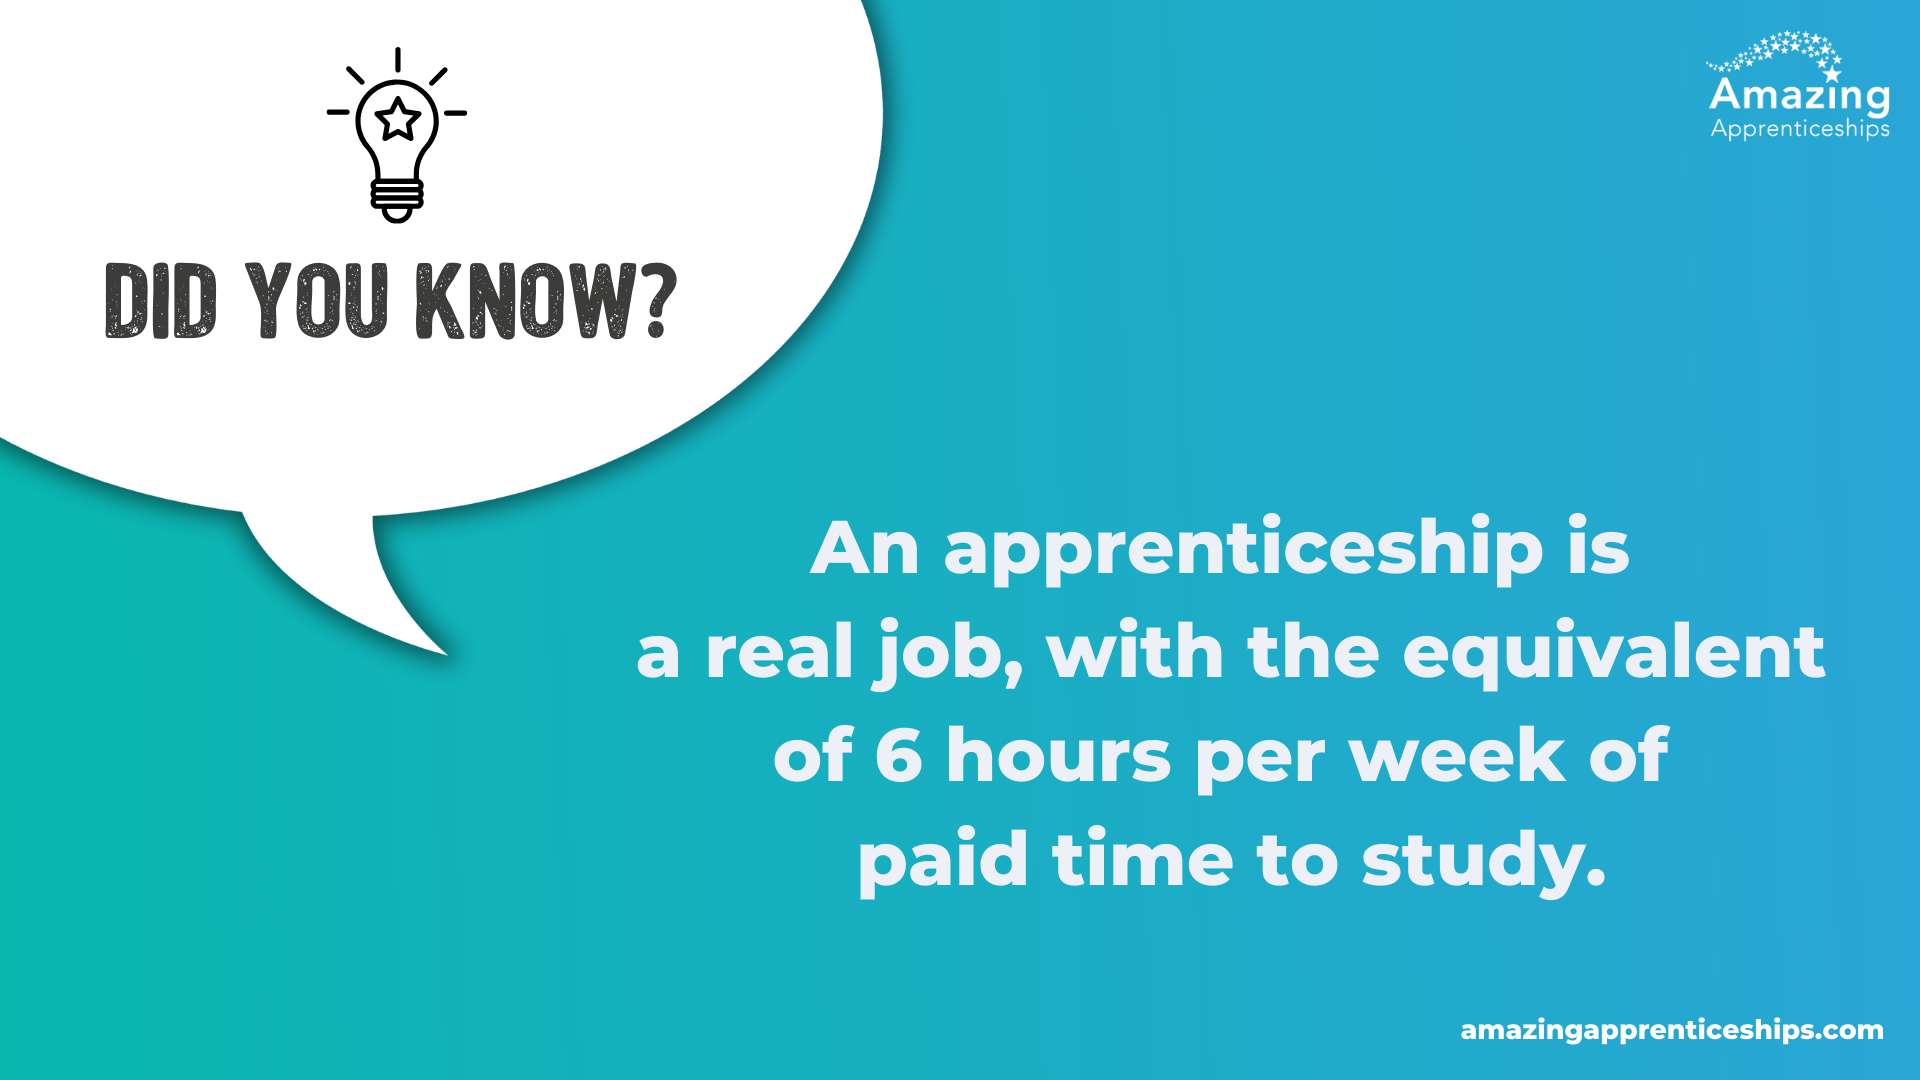 DID YOU KNOW?
Amazing
Apprenticeships
An apprenticeship is
a real job, with the equivalent
of 6 hours per week of
paid time to study.
amazingapprenticeships.com